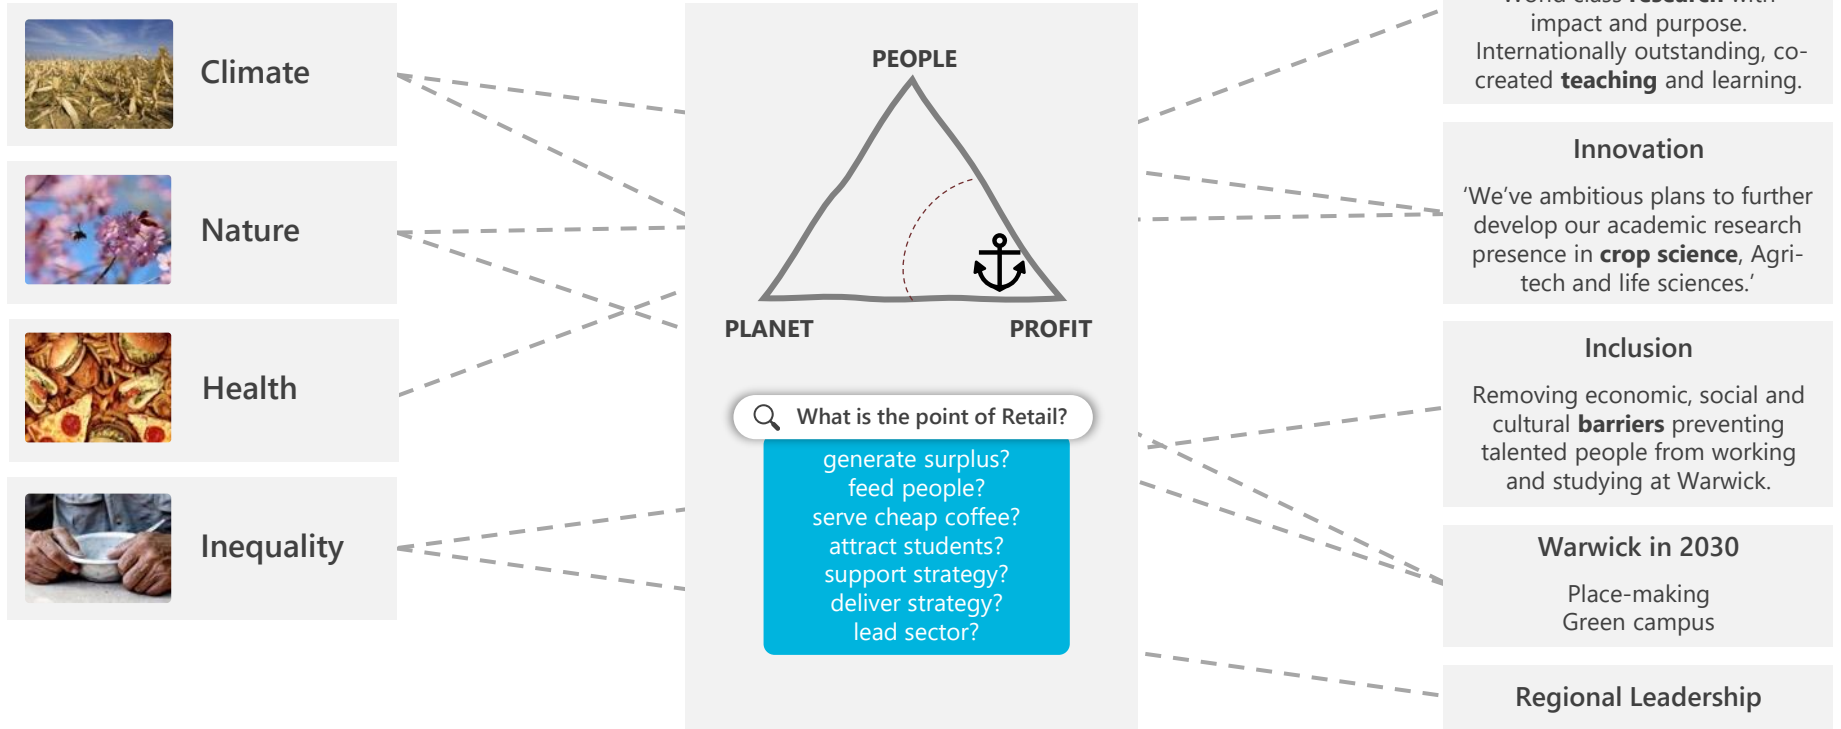 Climate
Nature
Health
Inequality
PEOPLE
PLANET
PROFIT
What is the point of Retail?
generate surplus?
feed people?
serve cheap coffee?
attract students?
support strategy?
deliver strategy?
lead sector?
World class research with
impact and purpose.
Internationally outstanding, co-
created teaching and learning.
Innovation
‘We’ve ambitious plans to further
develop our academic research
presence in crop science, Agri-
tech and life sciences.’
Inclusion
Removing economic, social and
cultural barriers preventing
talented people from working
and studying at Warwick.
Warwick in 2030
Place-making
Green campus
Regional Leadership